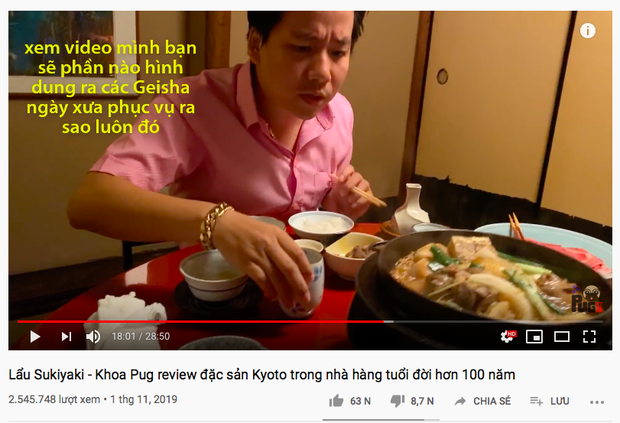 xem video mình bạn
sẽ phần nào hình
dung ra các Geisha
ngày xưa phục vụ ra
sao luôn đó
PUG
18:01 / 28:50
HD
Lẩu Sukiyaki - Khoa Pug review đặc sản Kyoto trong nhà hàng tuổi đời hơn 100 năm
2.545.748 lượt xem • 1 thg 11, 2019
63 N
8,7 N
CHIA SẺ
LƯU